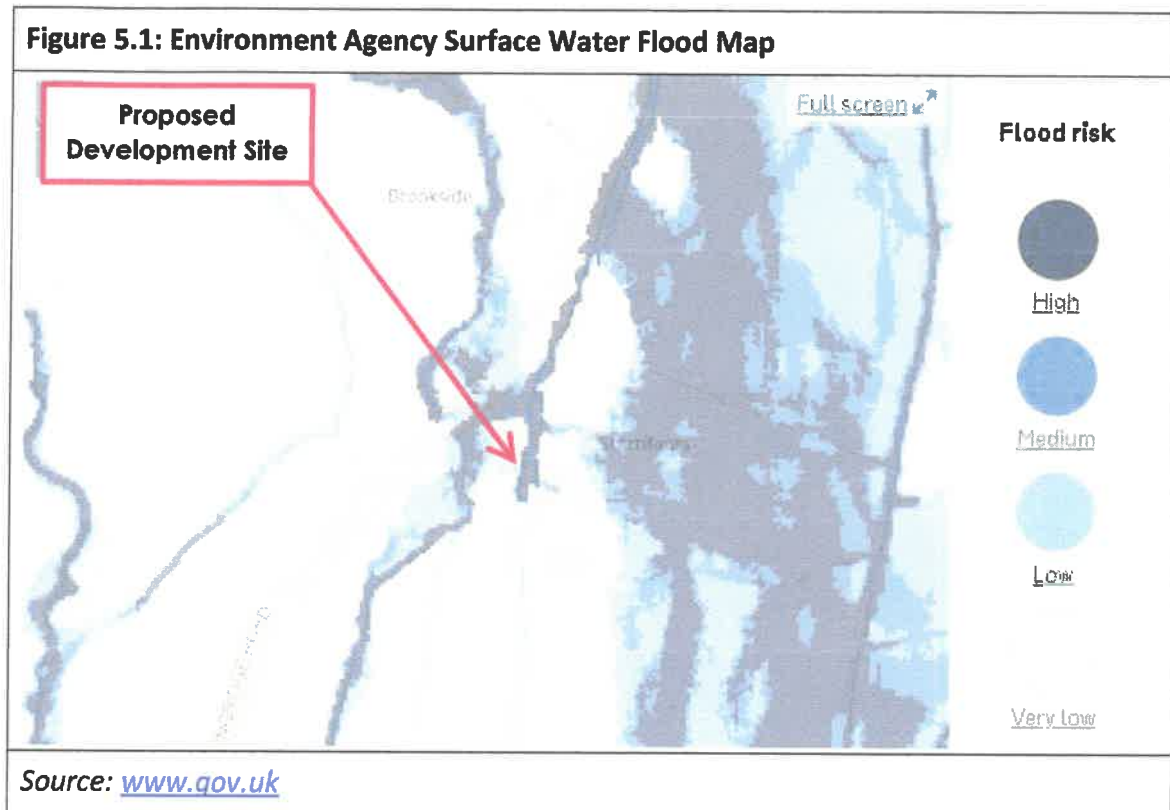 Figure 5.1: Environment Agency Surface Water Flood Map
Proposed
Development Site
Full screen
Flood risk
Brookside
High
Medium
Low
Very low
Source: www.gov.uk